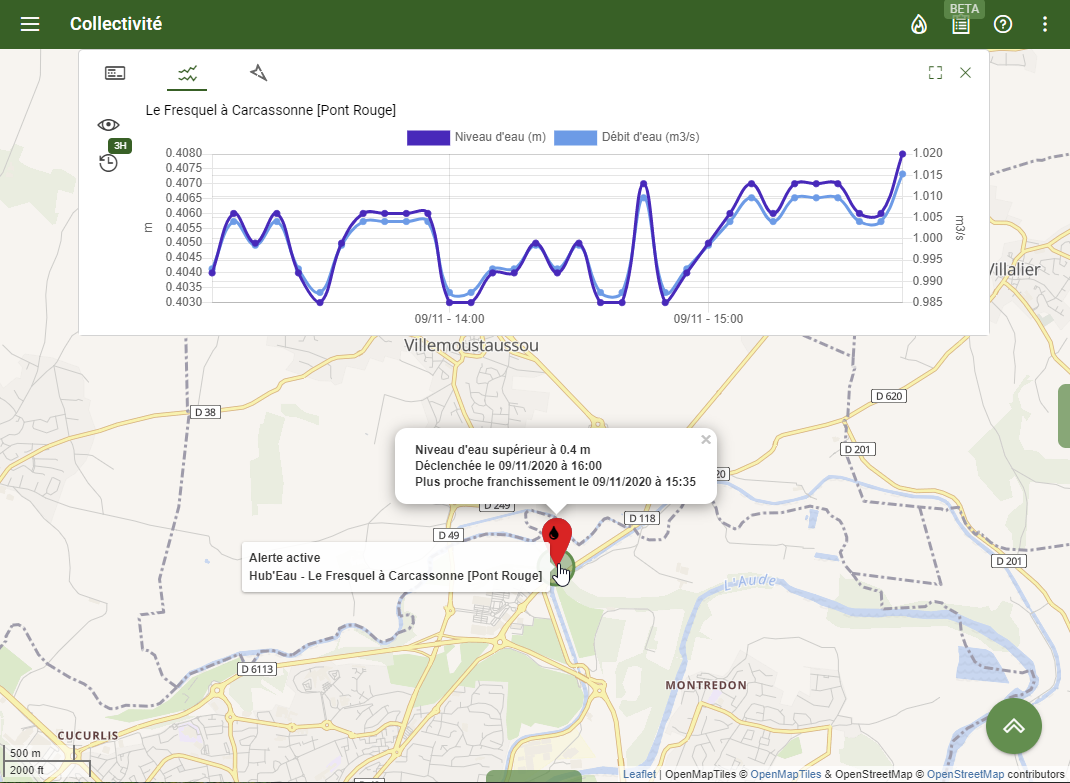 Collectivité
BETA
Le Fresquel à Carcassonne [Pont Rouge]
3H
Niveau d'eau (m)
Débit d'eau (m3/s)
0.4080
0.4075
0.4070
0.4065
0.4060
0.4055
0.4050
0.4045
0.4040
0.4035
0.4030
m
1.020
1.015
1.010
1.005
1.000
0.995
0.990
0.985
m3/s
09/11 - 14:00
09/11 - 15:00
Villalier
Villemoustaussou
D 38
D 620
D 201
Niveau d'eau supérieur à 0.4 m
×
Déclenchée le 09/11/2020 à 16:00
Plus proche franchissement le 09/11/2020 à 15:35
20
D 249
D 118
D 49
Alerte active
Hub'Eau - Le Fresquel à Carcassonne [Pont Rouge]
D 201
L'Aude
D 6113
MONTREDON
CUCURLIS
500 m
2000 ft
Leaflet | OpenMapTiles © OpenMapTiles & OpenStreetMap © OpenStreetMap contributors